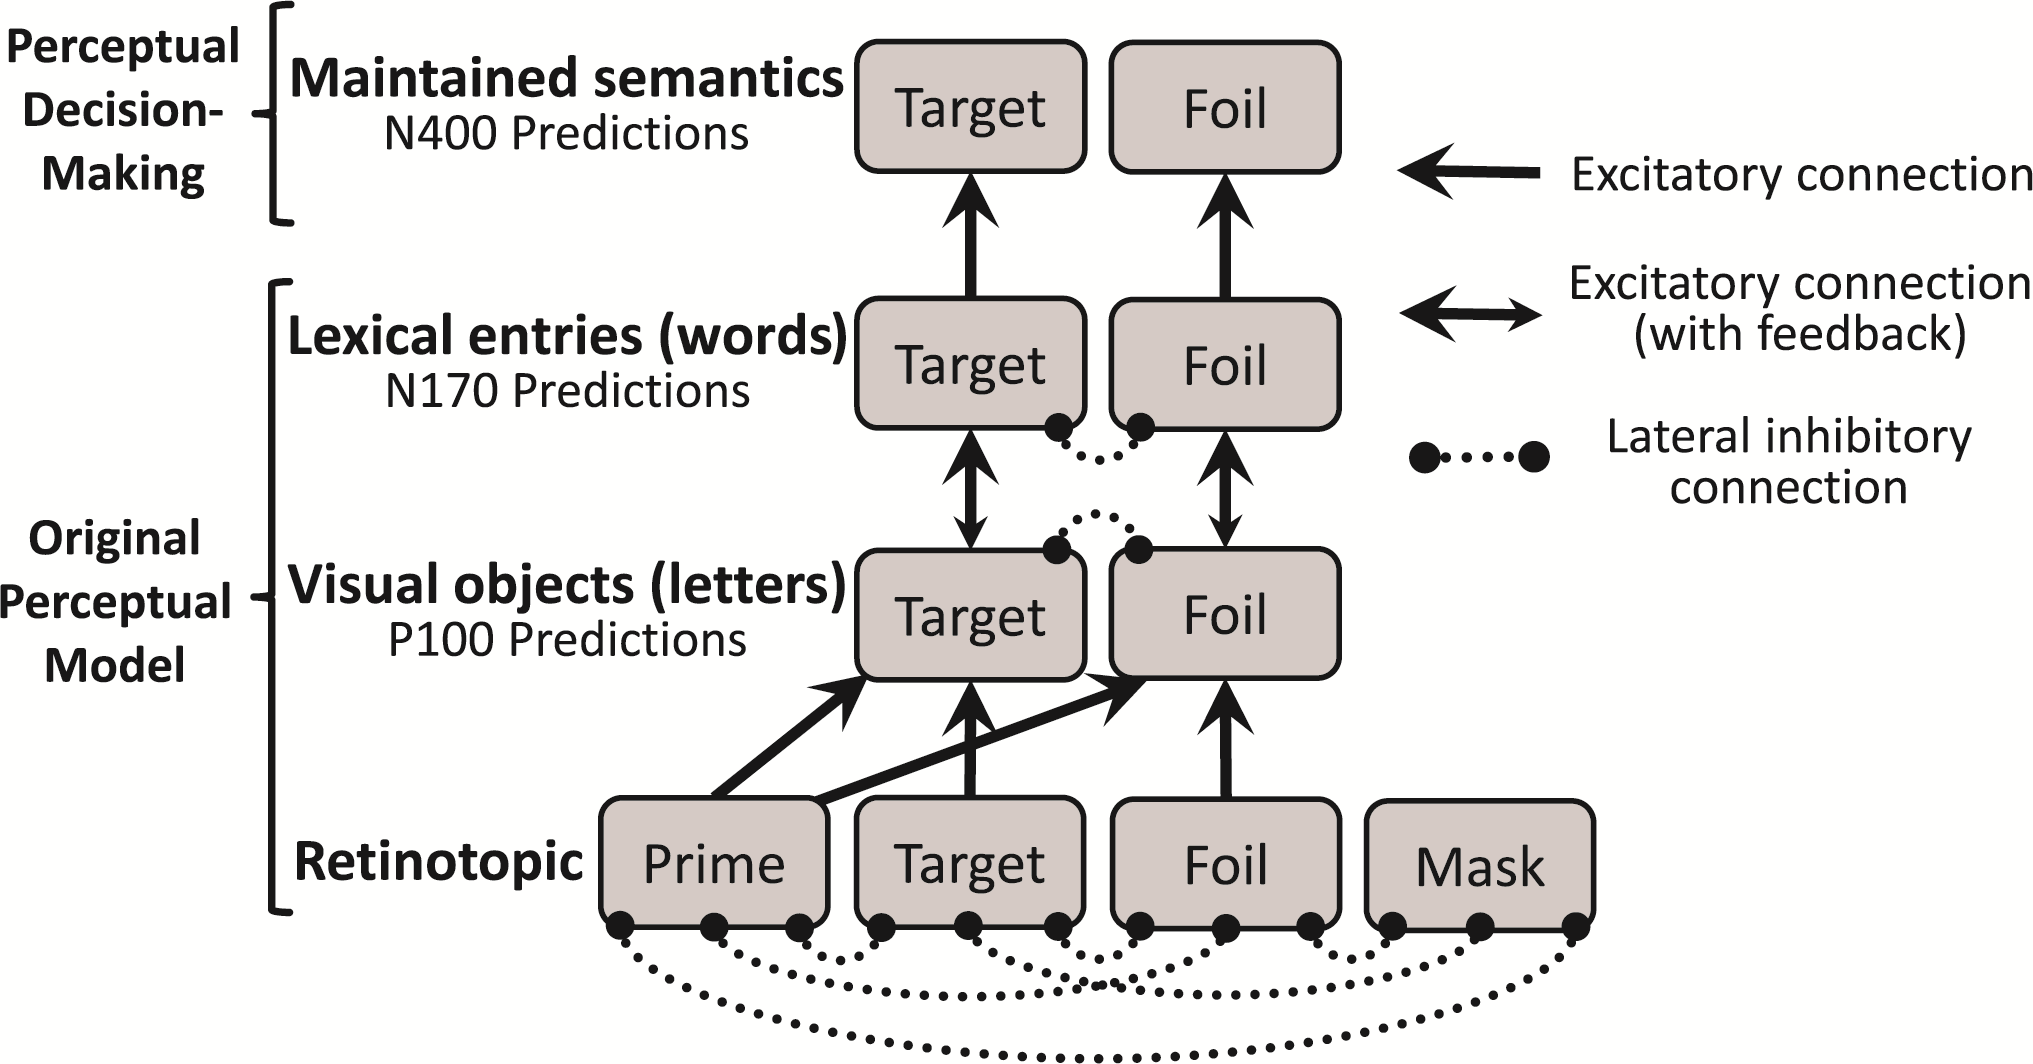 Perceptual
Decision-
Making
Maintained semantics
N400 Predictions
Target
Foil
Excitatory connection
Excitatory connection
(with feedback)
Lateral inhibitory
connection
Lexical entries (words)
N170 Predictions
Target
Foil
Original
Perceptual
Model
Visual objects (letters)
P100 Predictions
Target
Foil
Retinotopic
Prime
Target
Foil
Mask